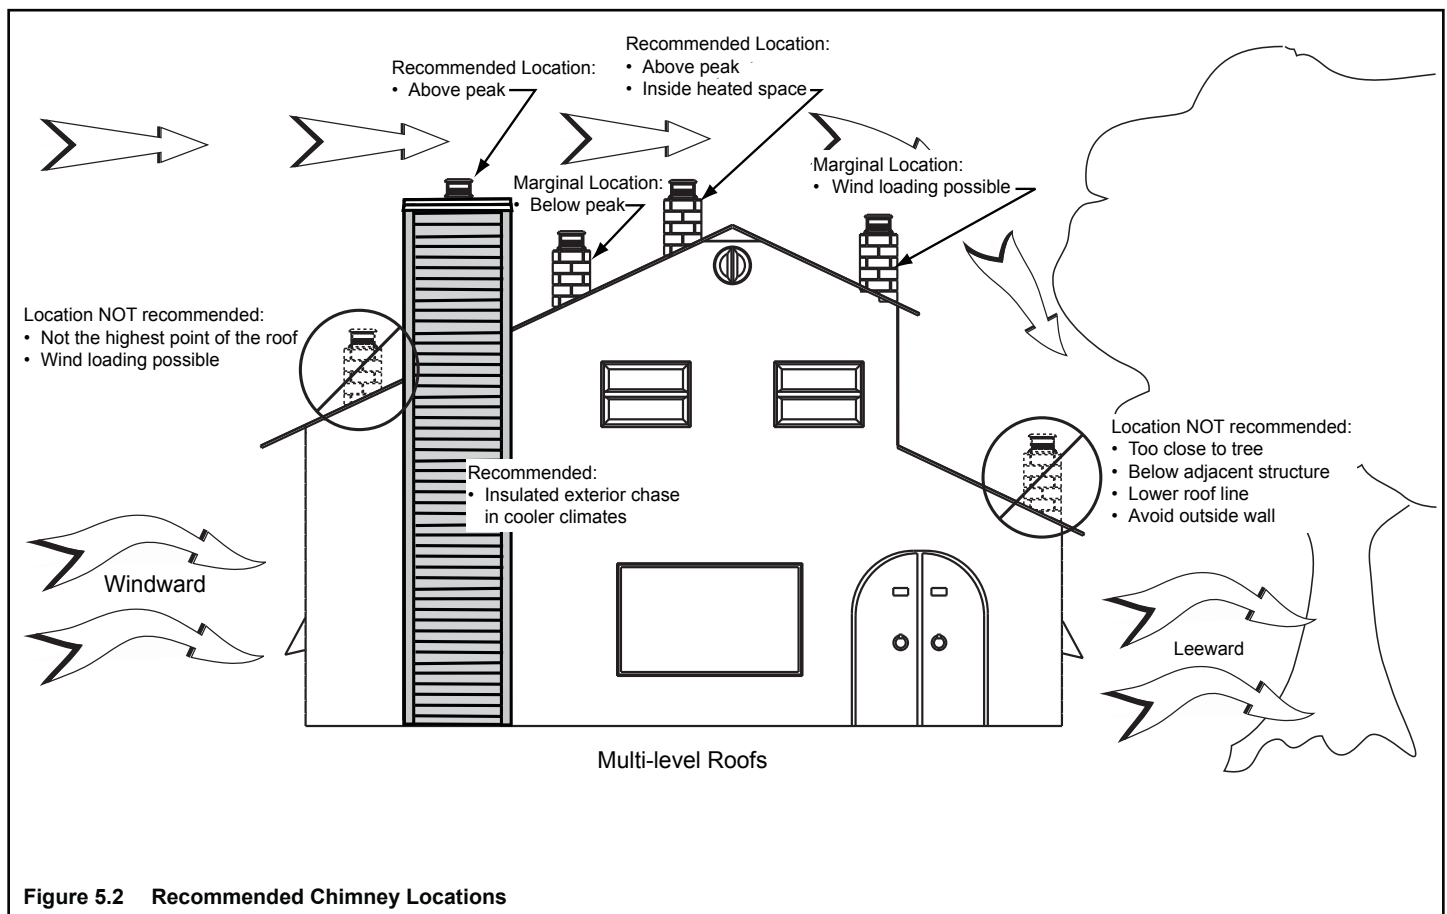 Recommended Location:
• Above peak
• Inside heated space
Recommended Location:
• Above peak
Marginal Location:
• Wind loading possible
Marginal Location:
• Below peak
Location NOT recommended:
• Not the highest point of the roof
• Wind loading possible
Location NOT recommended:
• Too close to tree
• Below adjacent structure
• Lower roof line
• Avoid outside wall
Recommended:
• Insulated exterior chase
in cooler climates
Windward
Leeward
Multi-level Roofs
Figure 5.2 Recommended Chimney Locations